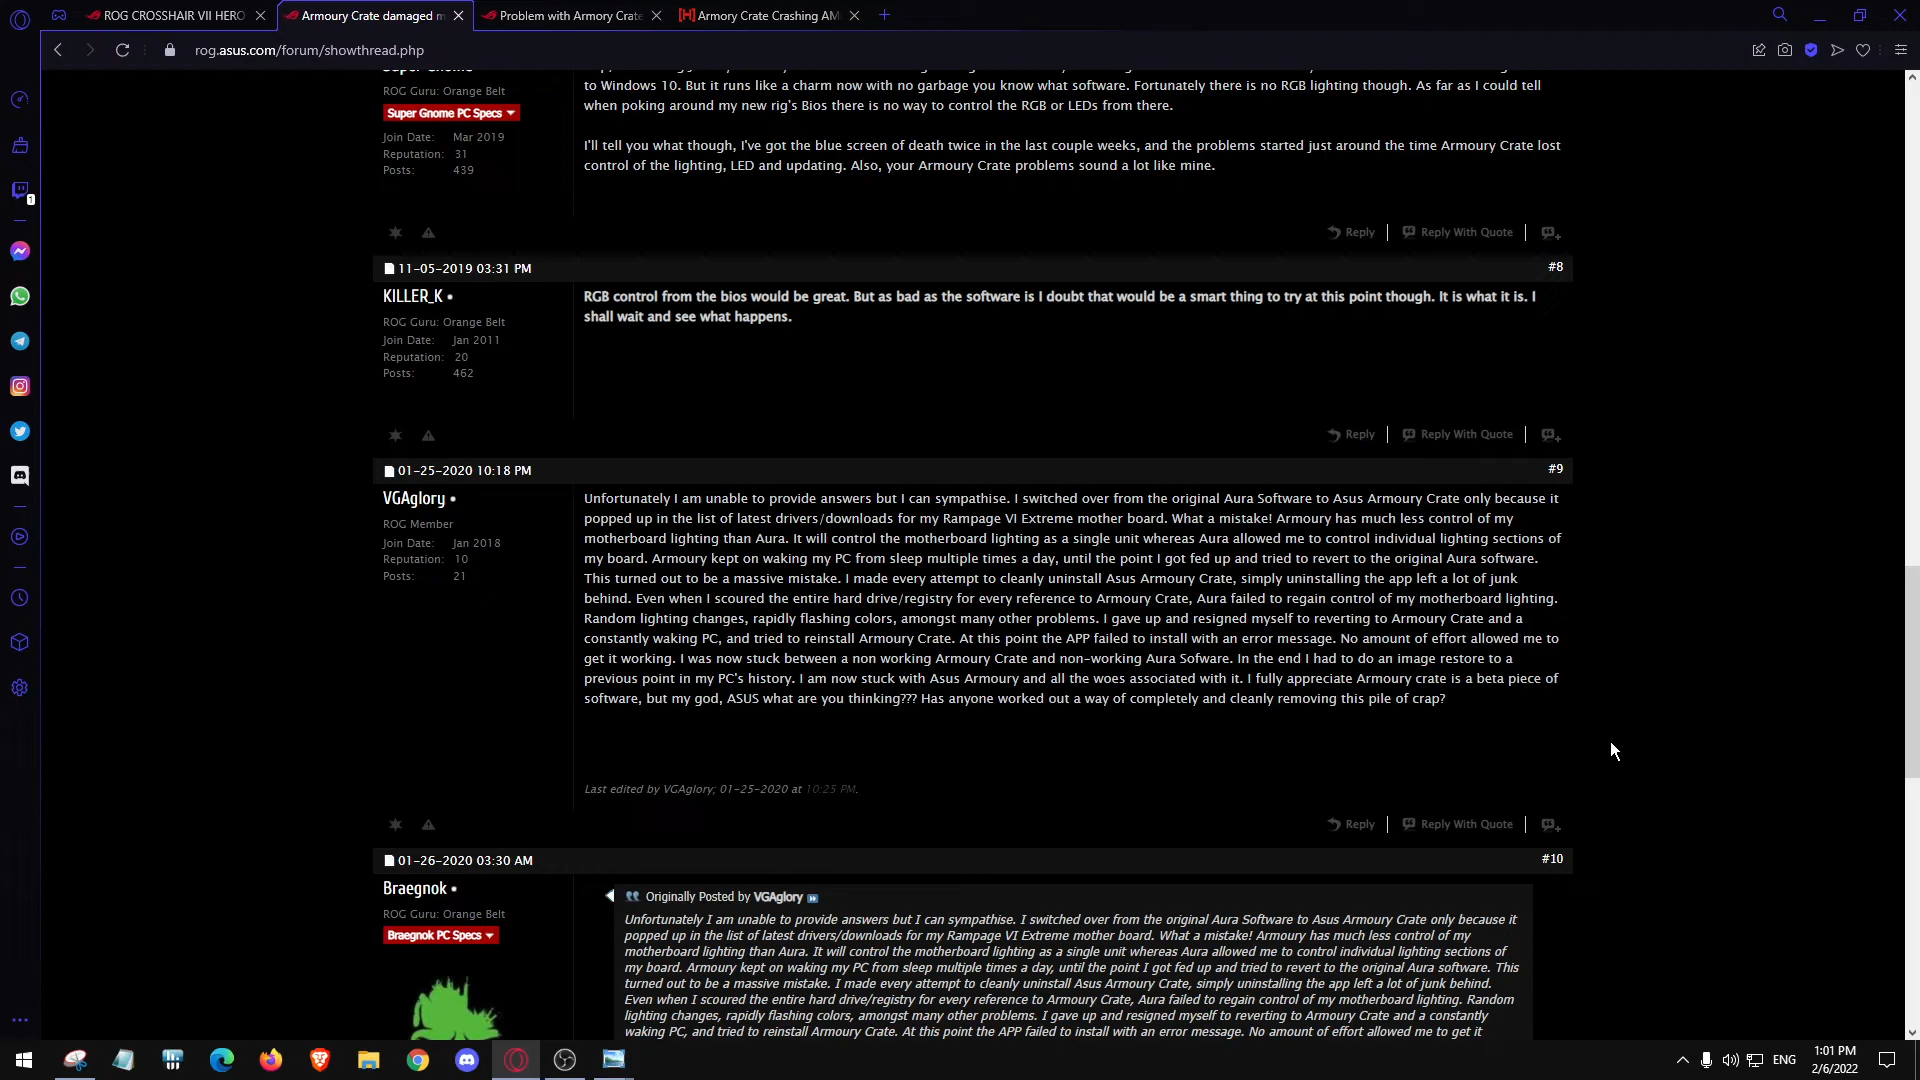 ROG CROSSHAIR VII HERO
Armoury Crate damaged m
Problem with Armory Crate
[H] Armory Crate Crashing AM
rog.asus.com/forum/showthread.php
Super Gnome
to Windows 10. But it runs like a charm now with no garbage you know what software. Fortunately there is no RGB lighting though. As far as I could tell
when poking around my new rig's Bios there is no way to control the RGB or LEDs from there.
ROG Guru: Orange Belt
Super Gnome PC Specs
Join Date: Mar 2019
Reputation: 31
Posts: 439
I'll tell you what though, I've got the blue screen of death twice in the last couple weeks, and the problems started just around the time Armoury Crate lost
control of the lighting, LED and updating. Also, your Armoury Crate problems sound a lot like mine.
Reply
Reply With Quote
11-05-2019 03:31 PM
#8
KILLER_K
ROG Guru: Orange Belt
Join Date: Jan 2011
Reputation: 20
Posts: 462
RGB control from the bios would be great. But as bad as the software is I doubt that would be a smart thing to try at this point though. It is what it is. I
shall wait and see what happens.
Reply
Reply With Quote
01-25-2020 10:18 PM
#9
VGAglory
ROG Member
Join Date: Jan 2018
Reputation: 10
Posts: 21
Unfortunately I am unable to provide answers but I can sympathise. I switched over from the original Aura Software to Asus Armoury Crate only because it
popped up in the list of latest drivers/downloads for my Rampage VI Extreme mother board. What a mistake! Armoury has much less control of my
motherboard lighting than Aura. It will control the motherboard lighting as a single unit whereas Aura allowed me to control individual lighting sections of
my board. Armoury kept on waking my PC from sleep multiple times a day, until the point I got fed up and tried to revert to the original Aura software.
This turned out to be a massive mistake. I made every attempt to cleanly uninstall Asus Armoury Crate, simply uninstalling the app left a lot of junk
behind. Even when I scoured the entire hard drive/registry for every reference to Armoury Crate, Aura failed to regain control of my motherboard lighting.
Random lighting changes, rapidly flashing colors, amongst many other problems. I gave up and resigned myself to reverting to Armoury Crate and a
constantly waking PC, and tried to reinstall Armoury Crate. At this point the APP failed to install with an error message. No amount of effort allowed me to
get it working. I was now stuck between a non working Armoury Crate and non-working Aura Sofware. In the end I had to do an image restore to a
previous point in my PC's history. I am now stuck with Asus Armoury and all the woes associated with it. I fully appreciate Armoury crate is a beta piece of
software, but my god, ASUS what are you thinking??? Has anyone worked out a way of completely and cleanly removing this pile of crap?
Last edited by VGAglory; 01-25-2020 at 10:25 PM.
Reply
Reply With Quote
01-26-2020 03:30 AM
#10
Braegnok
ROG Guru: Orange Belt
Braegnok PC Specs
Originally Posted by VGAglory
Unfortunately I am unable to provide answers but I can sympathise. I switched over from the original Aura Software to Asus Armoury Crate only because it
popped up in the list of latest drivers/downloads for my Rampage VI Extreme mother board. What a mistake! Armoury has much less control of my
motherboard lighting than Aura. It will control the motherboard lighting as a single unit whereas Aura allowed me to control individual lighting sections of
my board. Armoury kept on waking my PC from sleep multiple times a day, until the point I got fed up and tried to revert to the original Aura software. This
turned out to be a massive mistake. I made every attempt to cleanly uninstall Asus Armoury Crate, simply uninstalling the app left a lot of junk behind.
Even when I scoured the entire hard drive/registry for every reference to Armoury Crate, Aura failed to regain control of my motherboard lighting. Random
lighting changes, rapidly flashing colors, amongst many other problems. I gave up and resigned myself to reverting to Armoury Crate and a constantly
waking PC, and tried to reinstall Armoury Crate. At this point the APP failed to install with an error message. No amount of effort allowed me to get it
ENG
1:01 PM
2/6/2022
1